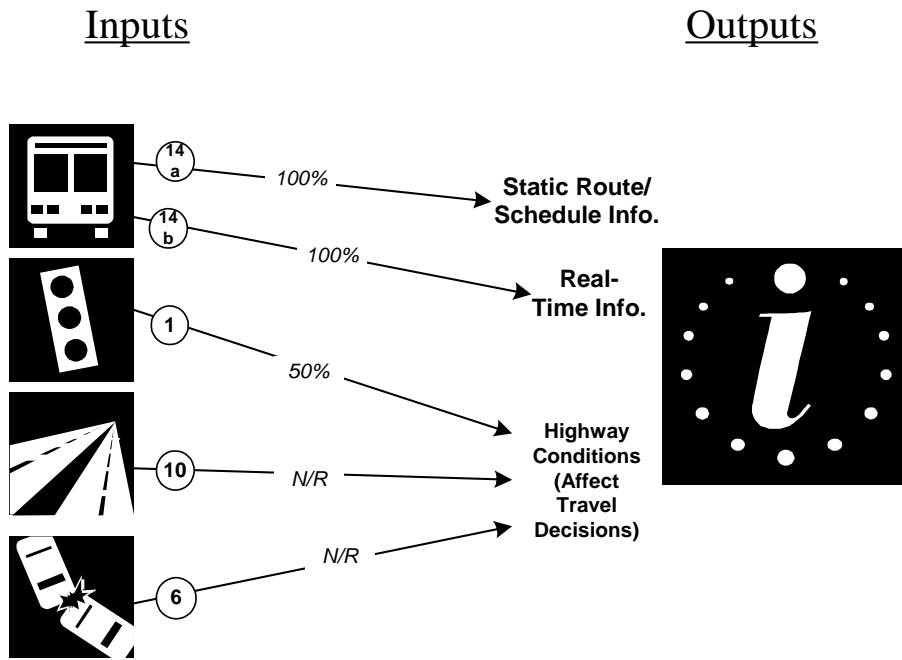 Inputs
Outputs
14
a
100%
Static Route/
Schedule Info.
14
b
100%
Real-
Time Info.
1
50%
10
N/R
Highway
Conditions
(Affect
Travel
Decisions)
6
N/R
i